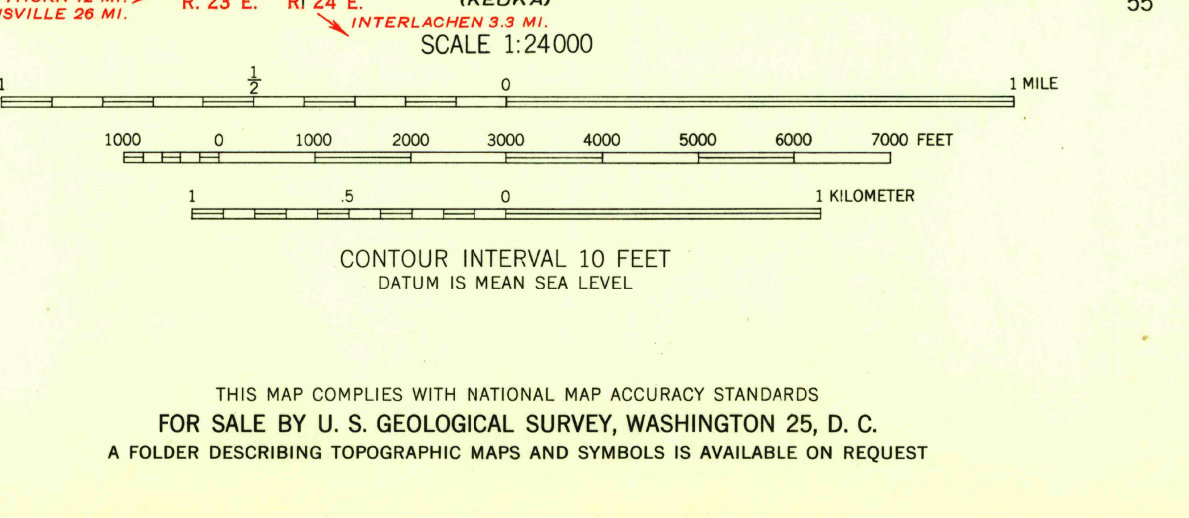 SVILLE 26 MI.
R. 23 E. R. 24 E.
INTERLACHEN 3.3 MI.
55
SCALE 1:24000
1 1/2 0 1 MILE
1000 0 1000 2000 3000 4000 5000 6000 7000 FEET
1 .5 0 1 KILOMETER
CONTOUR INTERVAL 10 FEET
DATUM IS MEAN SEA LEVEL
THIS MAP COMPLIES WITH NATIONAL MAP ACCURACY STANDARDS
FOR SALE BY U. S. GEOLOGICAL SURVEY, WASHINGTON 25, D. C.
A FOLDER DESCRIBING TOPOGRAPHIC MAPS AND SYMBOLS IS AVAILABLE ON REQUEST